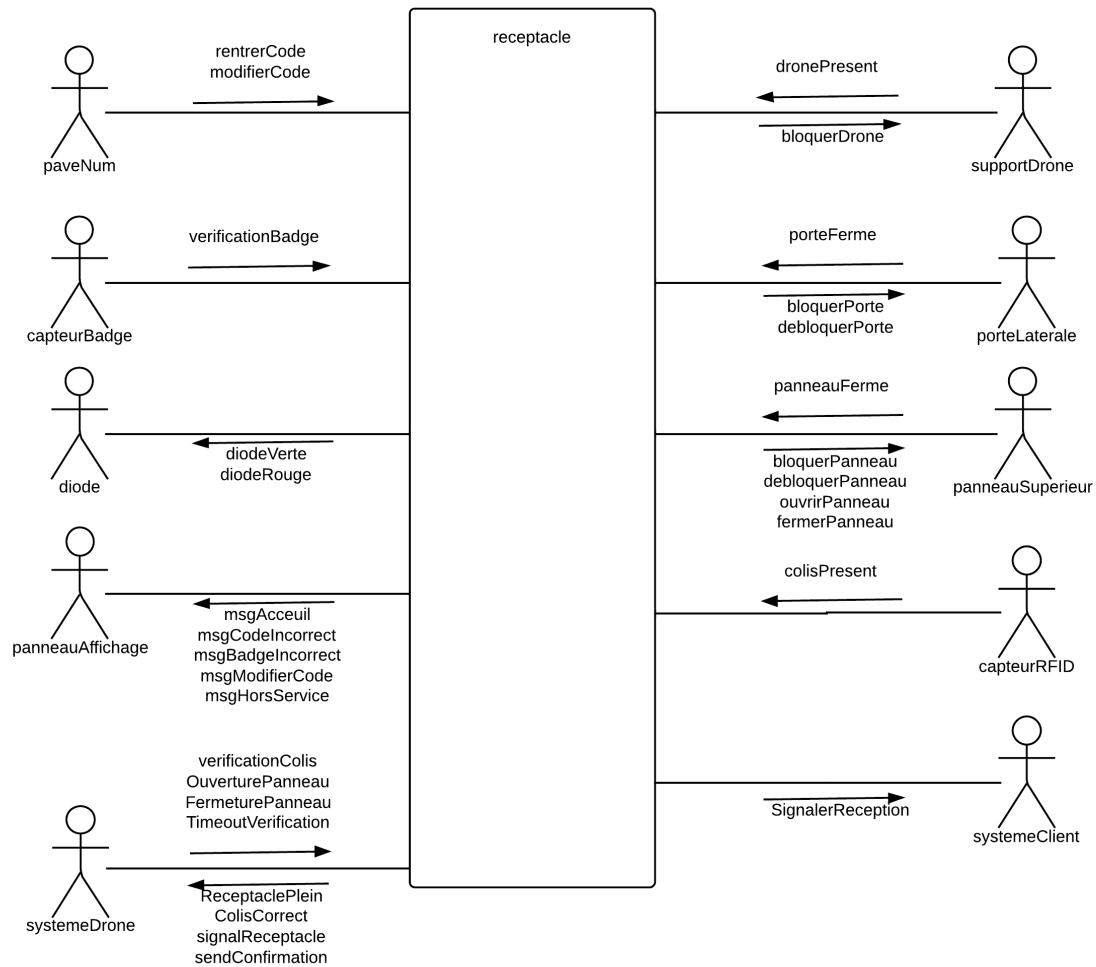 receptacle
rentrerCode
modifierCode
paveNum
dronePresent
bloquerDrone
supportDrone
verificationBadge
capteurBadge
porteFerme
bloquerPorte
debloquerPorte
porteLaterale
diodeVerte
diodeRouge
diode
panneauFerme
bloquerPanneau
debloquerPanneau
ouvrirPanneau
fermerPanneau
panneauSuperieur
msgAcceuil
msgCodeIncorrect
msgBadgeIncorrect
msgModifierCode
msgHorsService
panneauAffichage
colisPresent
capteurRFID
verificationColis
OuverturePanneau
FermeturePanneau
TimeoutVerification
ReceptaclePlein
ColisCorrect
signalReceptacle
sendConfirmation
systemeDrone
SignalerReception
systemeClient